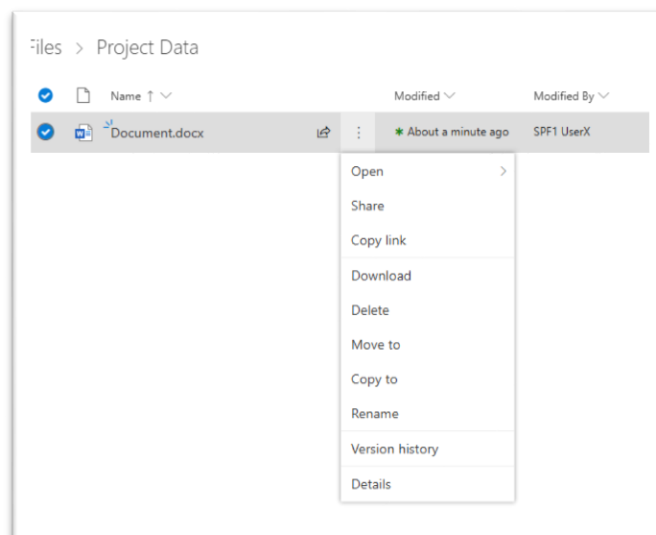 Files > Project Data
Name ↑ Modified Modified By
Document.docx About a minute ago SPF1 UserX
Open
Share
Copy link
Download
Delete
Move to
Copy to
Rename
Version history
Details